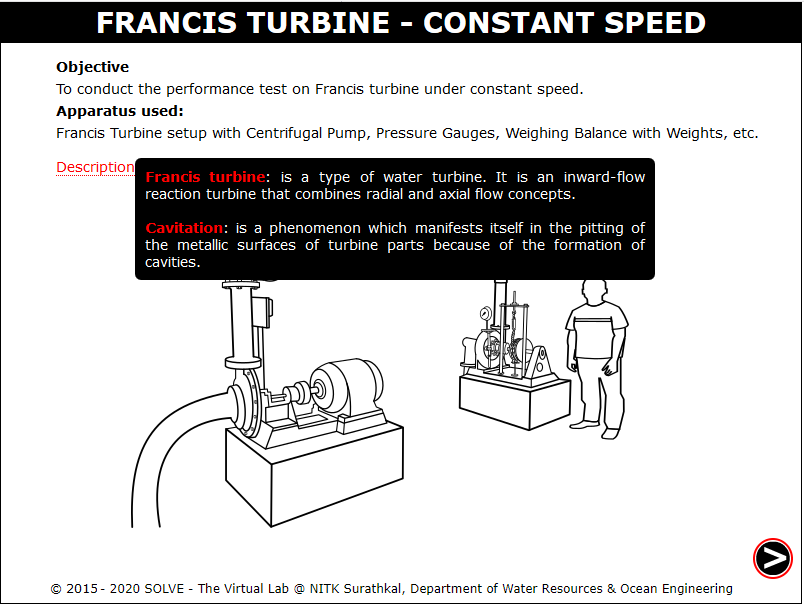 FRANCIS TURBINE - CONSTANT SPEED
Objective
To conduct the performance test on Francis turbine under constant speed.
Apparatus used:
Francis Turbine setup with Centrifugal Pump, Pressure Gauges, Weighing Balance with Weights, etc.
Description
Francis turbine: is a type of water turbine. It is an inward-flow
reaction turbine that combines radial and axial flow concepts.
Cavitation: is a phenomenon which manifests itself in the pitting of
the metallic surfaces of turbine parts because of the formation of
cavities.
© 2015 - 2020 SOLVE - The Virtual Lab @ NITK Surathkal, Department of Water Resources & Ocean Engineering